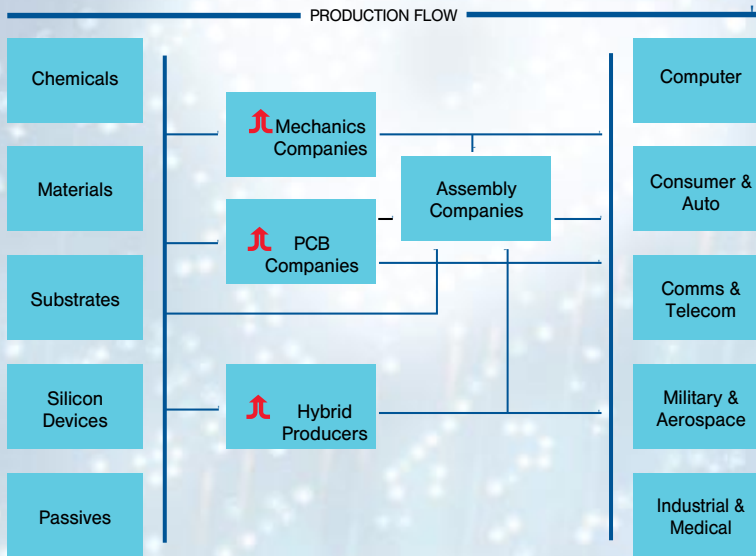 PRODUCTION FLOW
Chemicals
Materials
Substrates
Silicon
Devices
Passives
Mechanics
Companies
PCB
Companies
Hybrid
Producers
Assembly
Companies
Computer
Consumer &
Auto
Comms &
Telecom
Military &
Aerospace
Industrial &
Medical